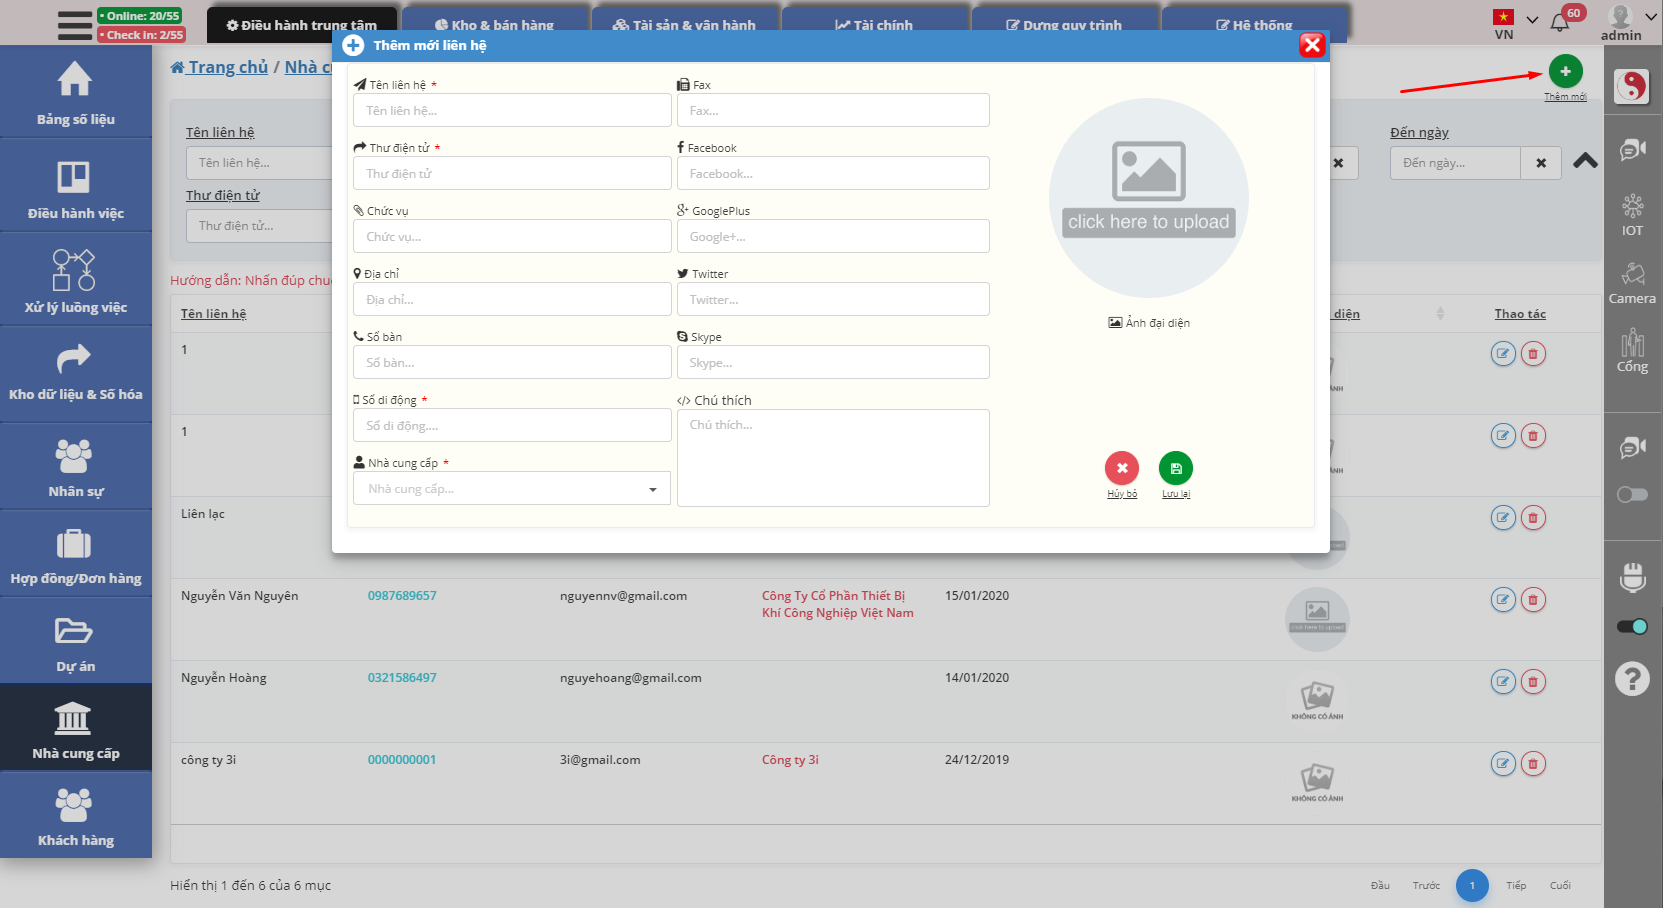 Online: 20/55
Check in: 2/55
Điều hành trung tâm
Kho & bán hàng
Tài sản & vận hành
Tài chính
Dựng quy trình
Hệ thống
VN
60
admin
Bảng số liệu
Điều hành việc
Xử lý luồng việc
Kho dữ liệu & Số hóa
Nhân sự
Hợp đồng/Đơn hàng
Dự án
Nhà cung cấp
Khách hàng
Trang chủ / Nhà c
Thêm mới
Tên liên hệ
Tên liên hệ...
Thư điện tử
Thư điện tử...
Đến ngày
Đến ngày...
Hướng dẫn: Nhấn đúp chu
Thêm mới liên hệ
Tên liên hệ *
Tên liên hệ...
Thư điện tử *
Thư điện tử
Chức vụ
Chức vụ...
Địa chỉ
Địa chỉ...
Số bàn
Số bàn...
Số di động *
Số di động....
Nhà cung cấp *
Nhà cung cấp...
Fax
Fax...
Facebook
Facebook...
GooglePlus
Google+...
Twitter
Twitter...
Skype
Skype...
</> Chú thích
Chú thích...
click here to upload
Ảnh đại diện
Hủy bỏ
Lưu lại
Tên liên hệ
diện
Thao tác
1
1
Liên lạc
Nguyễn Văn Nguyên
0987689657
nguyennv@gmail.com
Công Ty Cổ Phần Thiết Bị
Khí Công Nghiệp Việt Nam
15/01/2020
click here to upload
Nguyễn Hoàng
0321586497
nguyehoang@gmail.com
14/01/2020
KHÔNG CÓ ẢNH
công ty 3i
0000000001
3i@gmail.com
Công ty 3i
24/12/2019
KHÔNG CÓ ẢNH
Hiển thị 1 đến 6 của 6 mục
Đầu
Trước
1
Tiếp
Cuối
IOT
Camera
Cổng